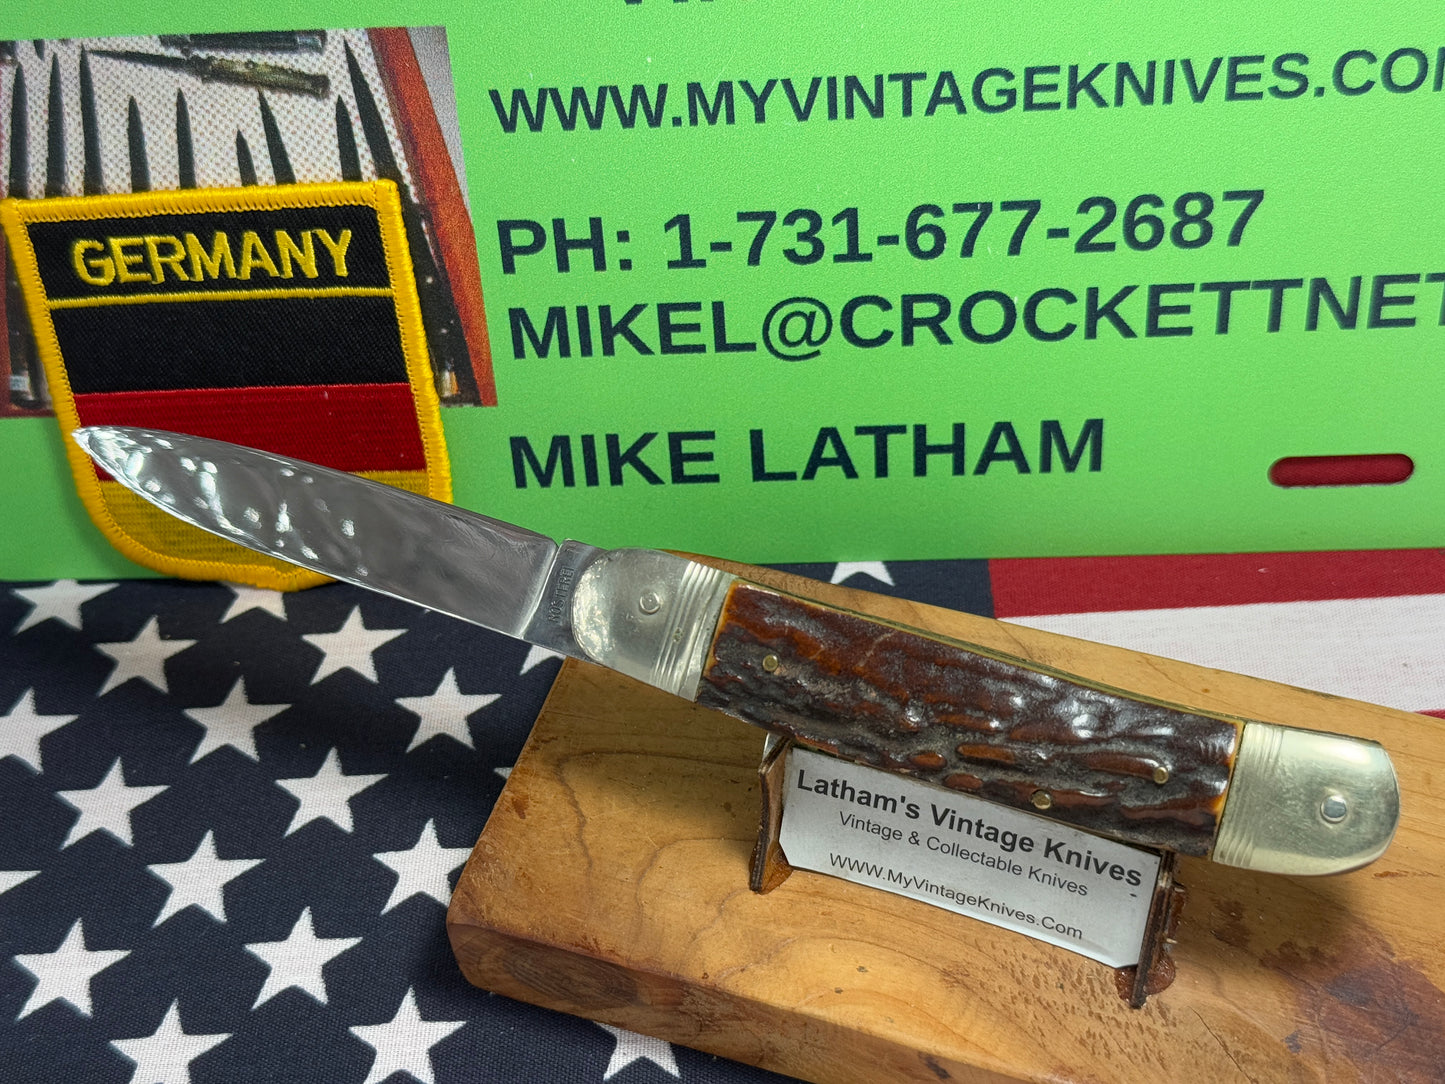 WWW.MYVINTAGEKNIVES.CO
PH: 1-731-677-2687
MIKEL@CROCKETTNET
MIKE LATHAM
GERMANY
NOSTFREI
Latham's Vintage Knives
Vintage & Collectable Knives
WWW.MyVintageKnives.Com